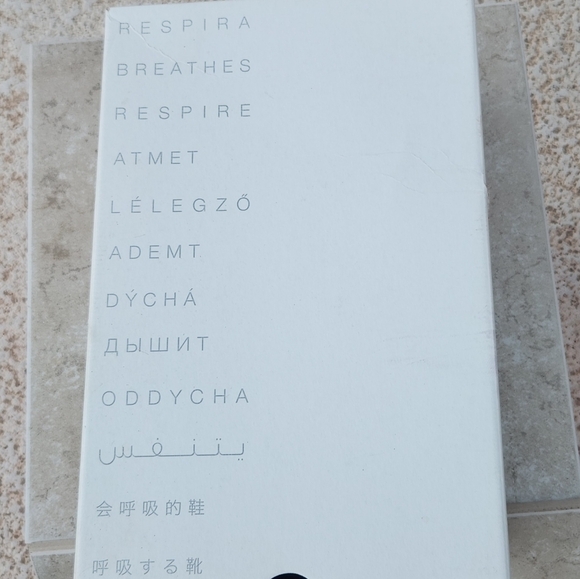 RESPIRA
BREATHES
RESPIRE
ATMET
LÉLEGZŐ
ADEMT
DÝCHÁ
ДЫШИТ
ODDYCHA
يتنفس
会呼吸的鞋
呼吸する靴